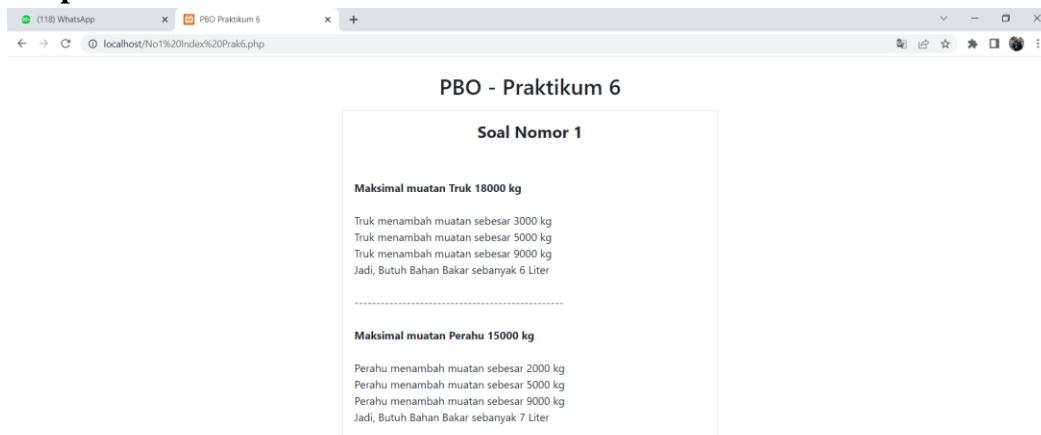 (118) WhatsApp
PBO Praktikum 6
localhost/No1%20Index%20Prak6.php
PBO - Praktikum 6
Soal Nomor 1
Maksimal muatan Truk 18000 kg
Truk menambah muatan sebesar 3000 kg
Truk menambah muatan sebesar 5000 kg
Truk menambah muatan sebesar 9000 kg
Jadi, Butuh Bahan Bakar sebanyak 6 Liter
------------------------------------------------
Maksimal muatan Perahu 15000 kg
Perahu menambah muatan sebesar 2000 kg
Perahu menambah muatan sebesar 5000 kg
Perahu menambah muatan sebesar 9000 kg
Jadi, Butuh Bahan Bakar sebanyak 7 Liter